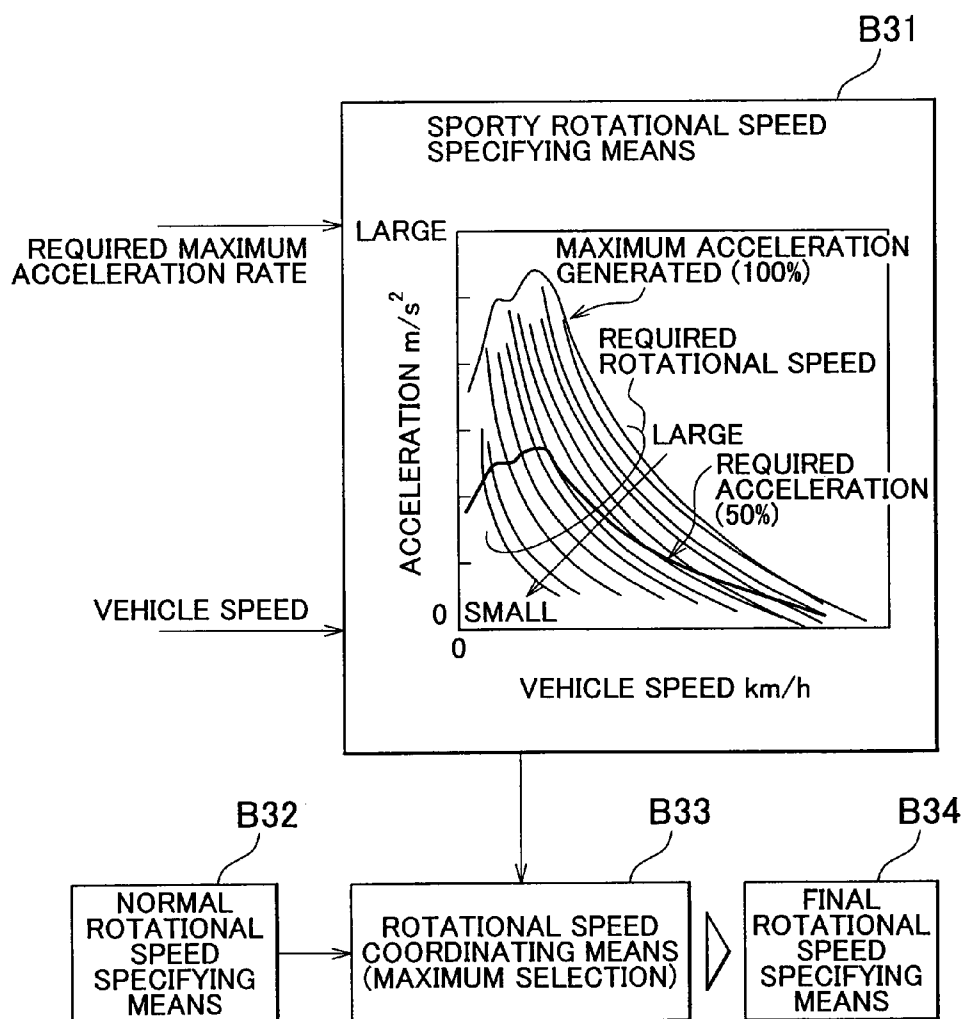 B31
SPORTY ROTATIONAL SPEED
SPECIFYING MEANS
REQUIRED MAXIMUM
ACCELERATION RATE
LARGE
MAXIMUM ACCELERATION
GENERATED (100%)
REQUIRED
ROTATIONAL SPEED
LARGE
REQUIRED
ACCELERATION
(50%)
ACCELERATION m/s²
VEHICLE SPEED
0
SMALL
0
VEHICLE SPEED km/h
B32
B33
B34
NORMAL
ROTATIONAL
SPEED
SPECIFYING
MEANS
ROTATIONAL SPEED
COORDINATING MEANS
(MAXIMUM SELECTION)
FINAL
ROTATIONAL
SPEED
SPECIFYING
MEANS